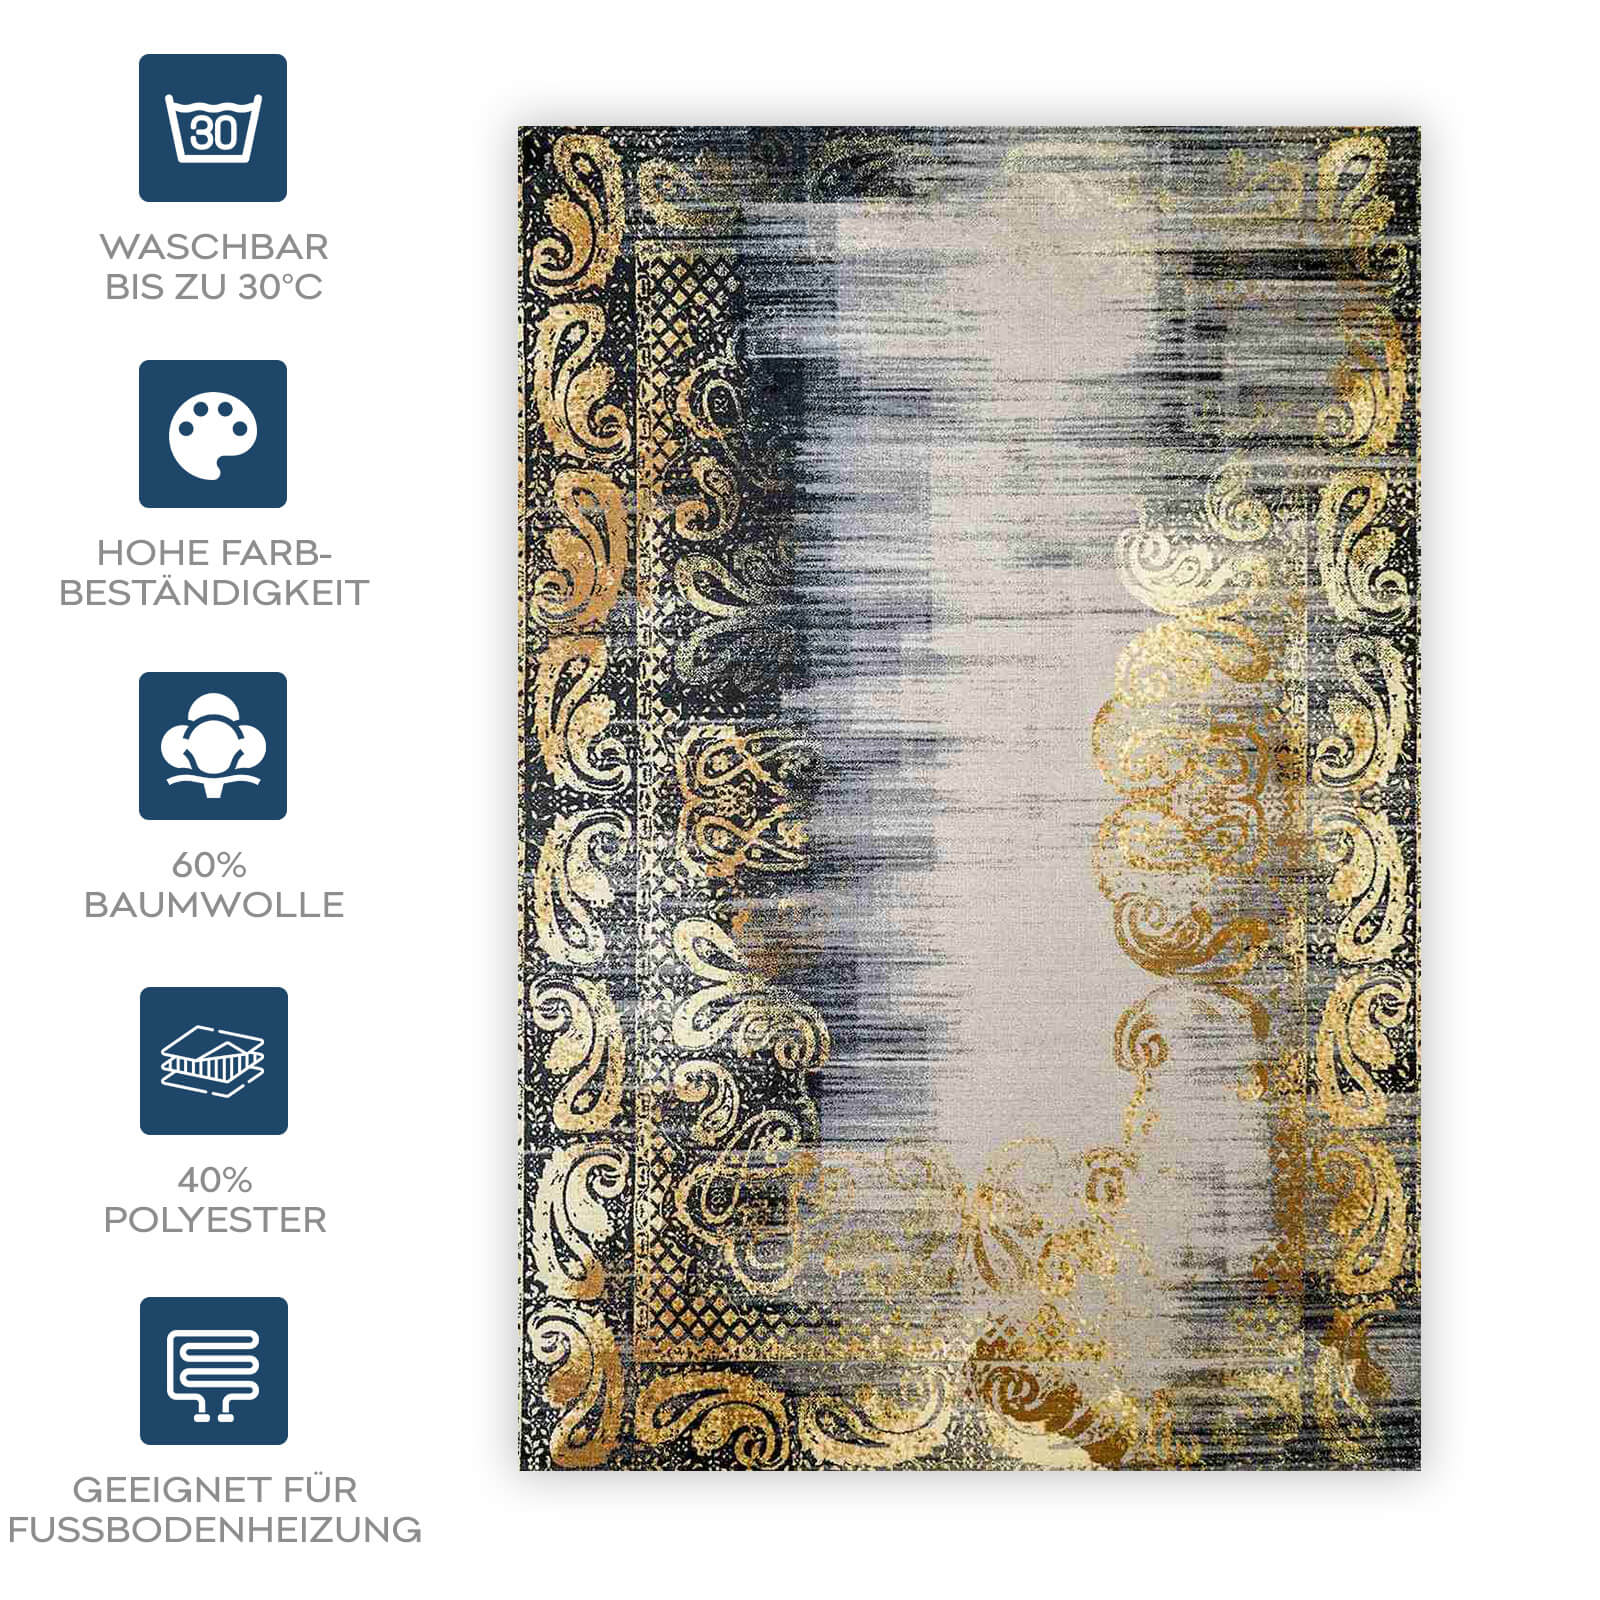 30
WASCHBAR
BIS ZU 30°C
HOHE FARB-
BESTÄNDIGKEIT
60%
BAUMWOLLE
40%
POLYESTER
GEEIGNET FÜR
FUSSBODENHEIZUNG